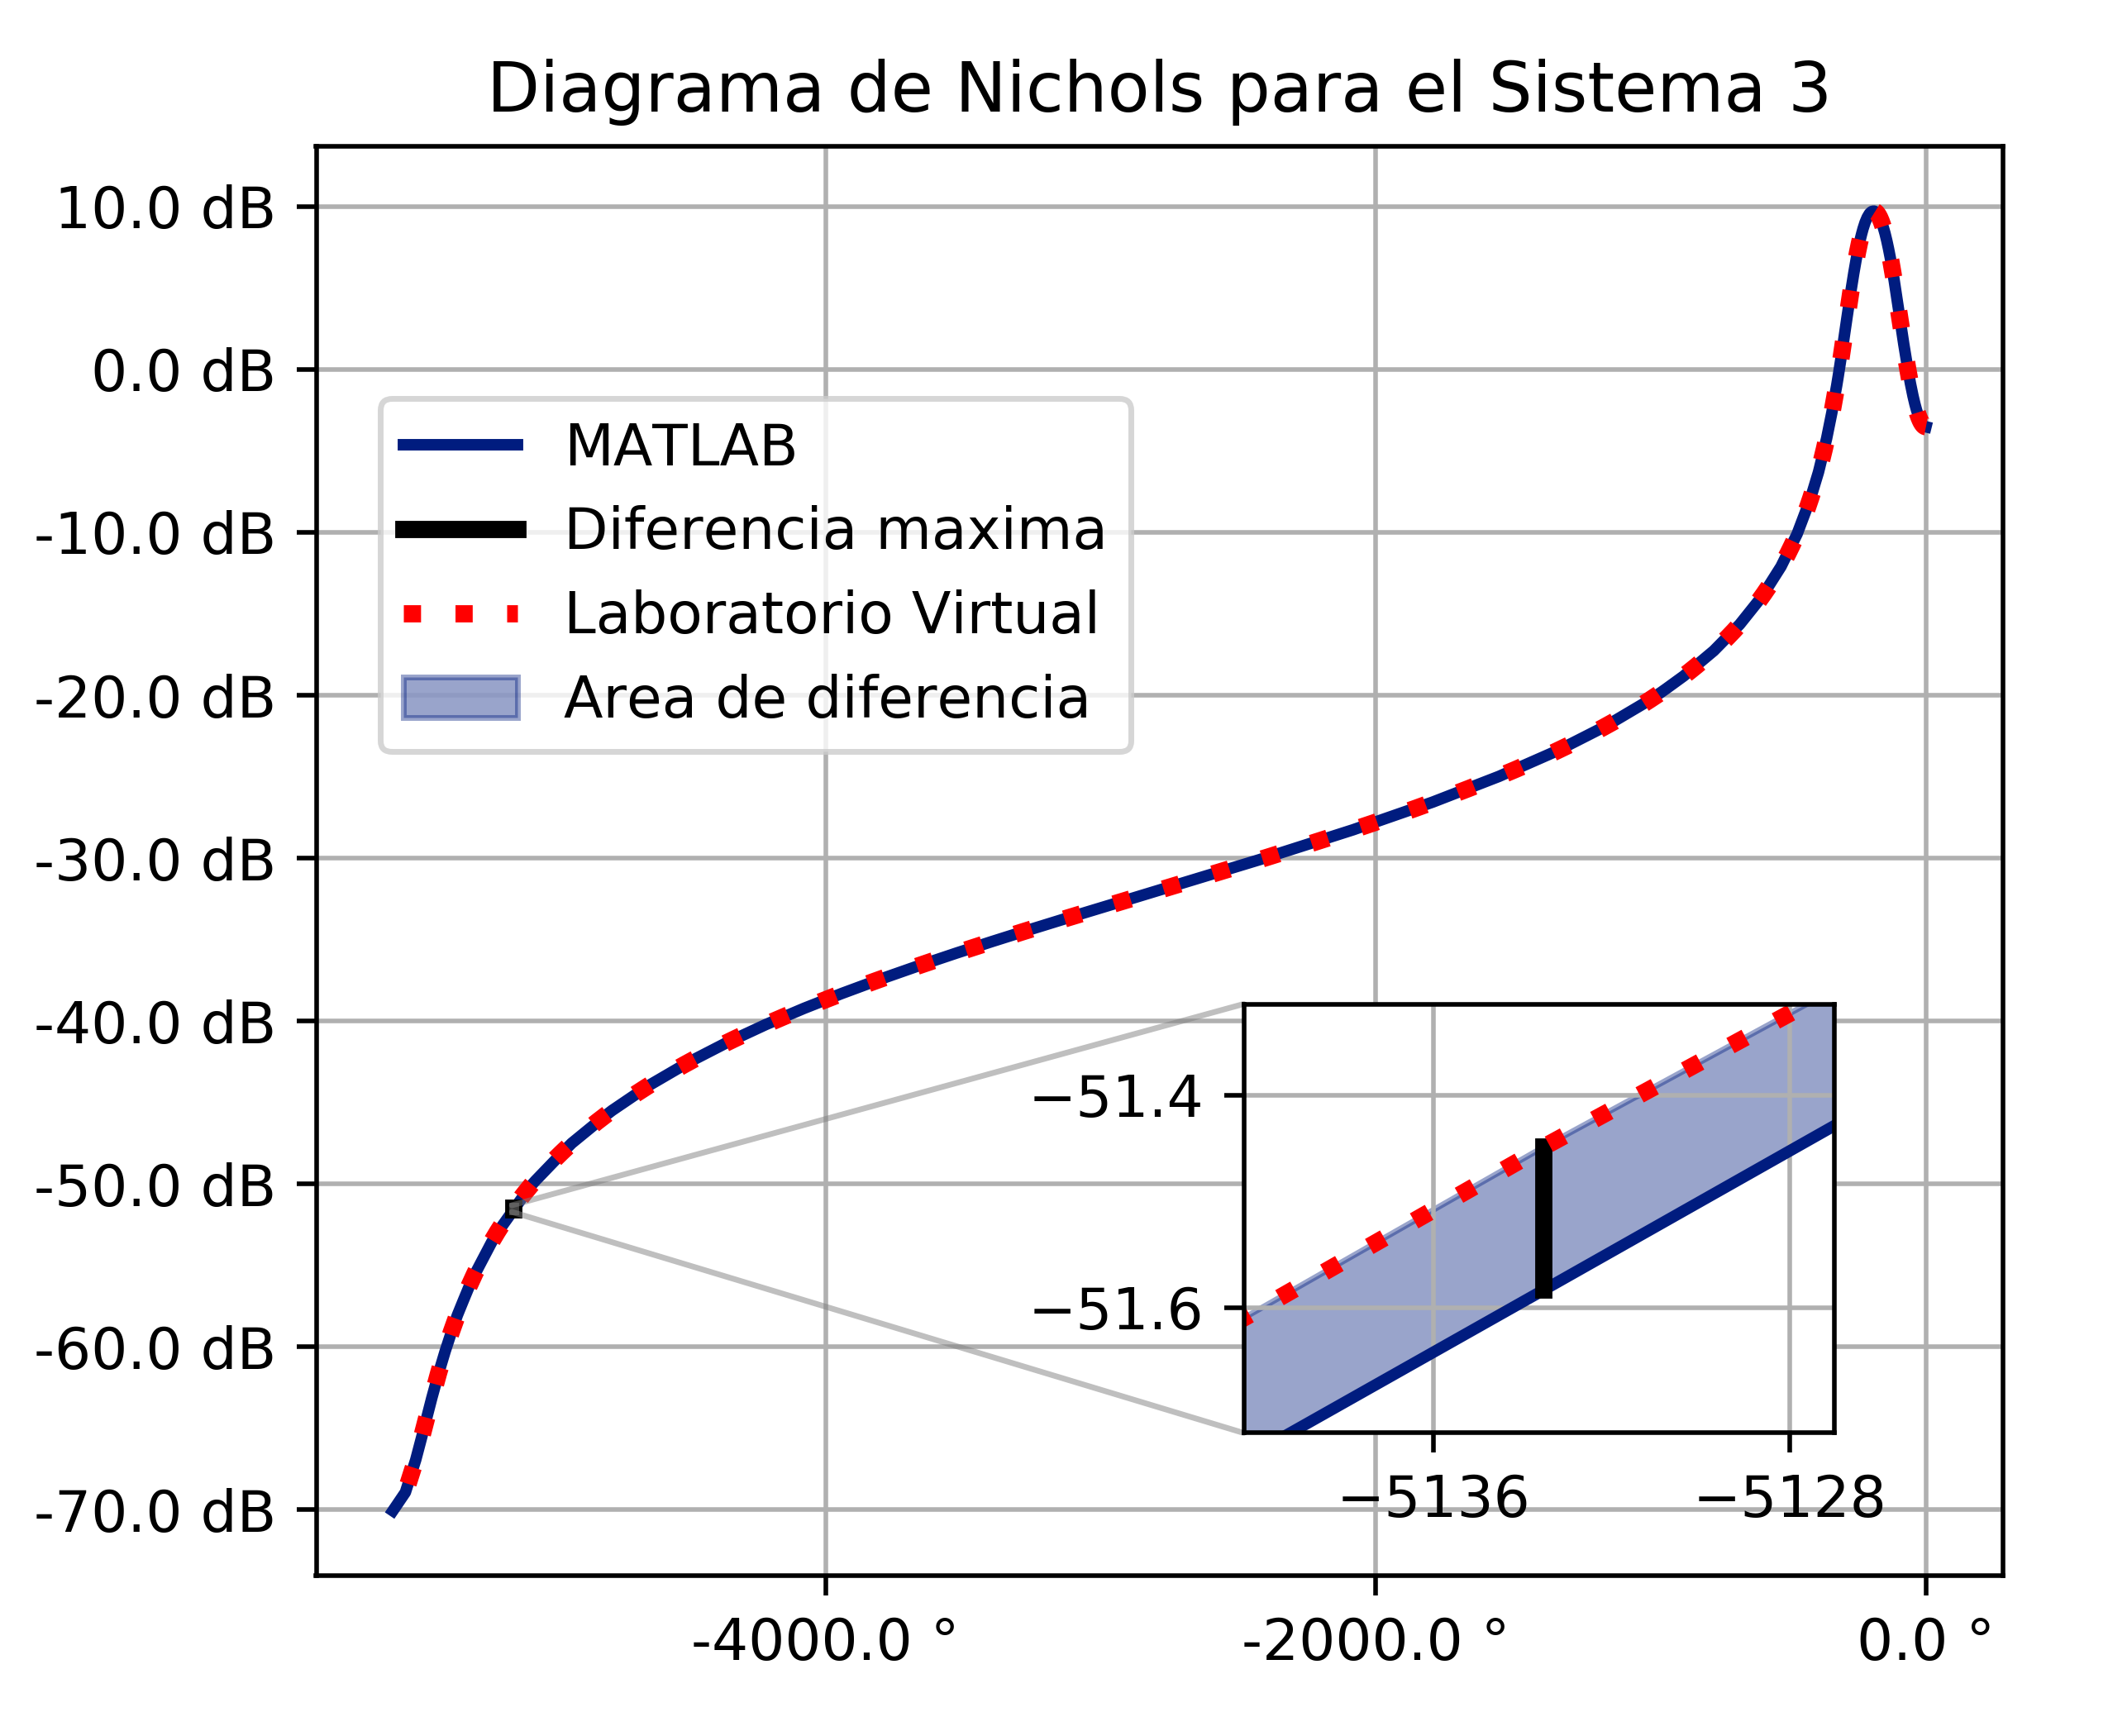 Diagrama de Nichols para el Sistema 3
10.0 dB
0.0 dB
-10.0 dB
-20.0 dB
-30.0 dB
-40.0 dB
-50.0 dB
-60.0 dB
-70.0 dB
MATLAB
Diferencia maxima
Laboratorio Virtual
Area de diferencia
−51.4
−51.6
−5136 −5128
-4000.0 ° -2000.0 ° 0.0 °